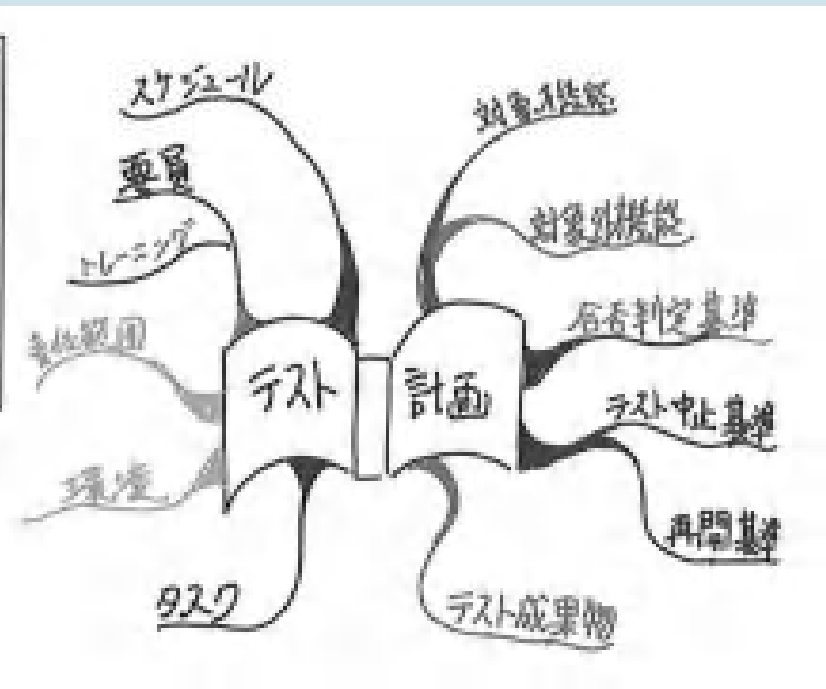 スケジュール
要員
トレーニング
責任範囲
環境
タスク
テスト 計画
対象機能
対象外機能
合否判定基準
テスト中止基準
再開基準
テスト成果物